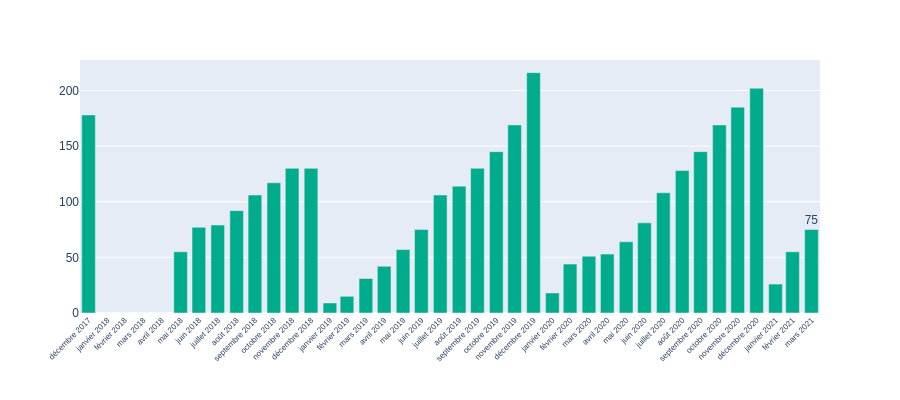 200
150
100
50
0
75
décembre 2017
janvier 2018
février 2018
mars 2018
avril 2018
mai 2018
juin 2018
juillet 2018
août 2018
septembre 2018
octobre 2018
novembre 2018
décembre 2018
janvier 2019
février 2019
mars 2019
avril 2019
mai 2019
juin 2019
juillet 2019
août 2019
septembre 2019
octobre 2019
novembre 2019
décembre 2019
janvier 2020
février 2020
mars 2020
avril 2020
mai 2020
juin 2020
juillet 2020
août 2020
septembre 2020
octobre 2020
novembre 2020
décembre 2020
janvier 2021
février 2021
mars 2021